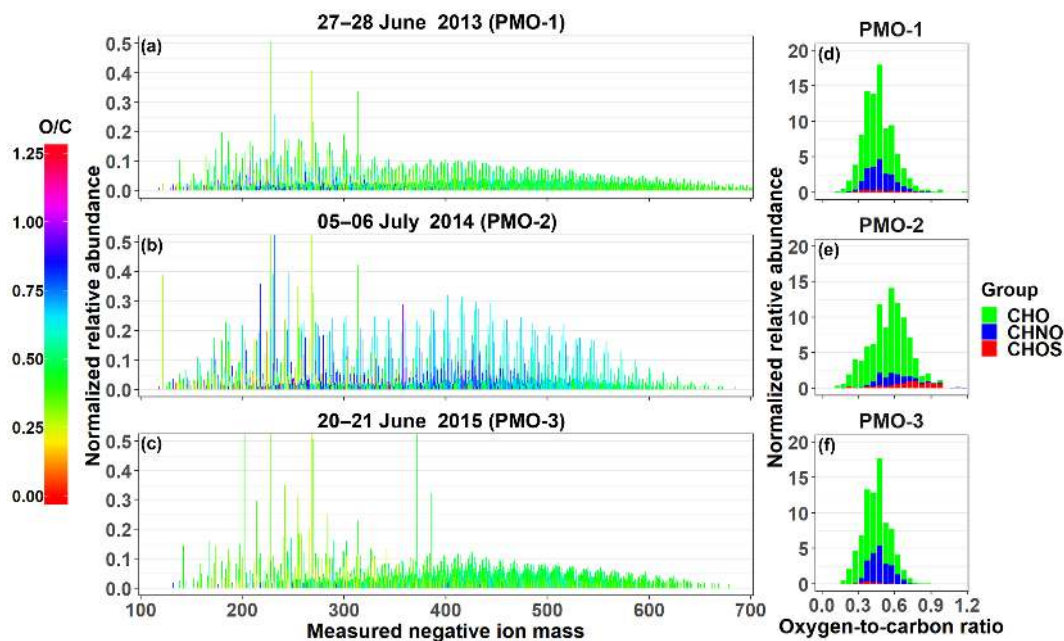 27–28 June 2013 (PMO-1)
(a)
0.5
0.4
0.3
0.2
0.1
0.0
Normalized relative abundance
05–06 July 2014 (PMO-2)
(b)
0.5
0.4
0.3
0.2
0.1
0.0
20–21 June 2015 (PMO-3)
(c)
0.5
0.4
0.3
0.2
0.1
0.0
100
200
300
400
500
600
700
Measured negative ion mass
O/C
1.25
1.00
0.75
0.50
0.25
0.00
PMO-1
(d)
20
15
10
5
0
Normalized relative abundance
PMO-2
(e)
20
15
10
5
0
PMO-3
(f)
20
15
10
5
0
0.0
0.3
0.6
0.9
1.2
Oxygen-to-carbon ratio
Group
CHO
CHNO
CHOS